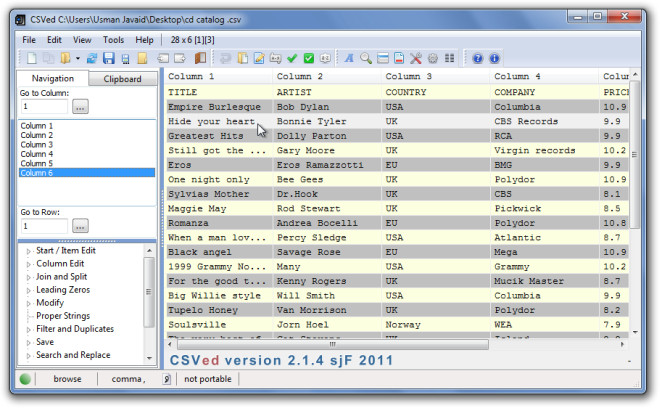 CSVed C:\Users\Usman Javaid\Desktop\cd catalog .csv
File Edit View Tools Help 28 x 6 [1][3]
Navigation Clipboard
Go to Column:
1 ...
Column 1
Column 2
Column 3
Column 4
Column 5
Column 6
Go to Row:
1 ...
Start / Item Edit
Column Edit
Join and Split
Leading Zeros
Modify
Proper Strings
Filter and Duplicates
Save
Search and Replace
Column 1 Column 2 Column 3 Column 4
TITLE ARTIST COUNTRY COMPANY
Empire Burlesque Bob Dylan USA Columbia 10.9
Hide your heart Bonnie Tyler UK CBS Records 9.9
Greatest Hits Dolly Parton USA RCA 9.9
Still got the ... Gary Moore UK Virgin records 10.2
Eros Eros Ramazzotti EU BMG 9.9
One night only Bee Gees UK Polydor 10.9
Sylvias Mother Dr.Hook UK CBS 8.1
Maggie May Rod Stewart UK Pickwick 8.5
Romanza Andrea Bocelli EU Polydor 10.8
When a man lov... Percy Sledge USA Atlantic 8.7
Black angel Savage Rose EU Mega 10.9
1999 Grammy No... Many USA Grammy 10.2
For the good t... Kenny Rogers UK Mucik Master 8.7
Big Willie style Will Smith USA Columbia 9.9
Tupelo Honey Van Morrison UK Polydor 8.2
Soulsville Jorn Hoel Norway WEA 7.9
CSVed version 2.1.4 sjF 2011
browse comma , not portable